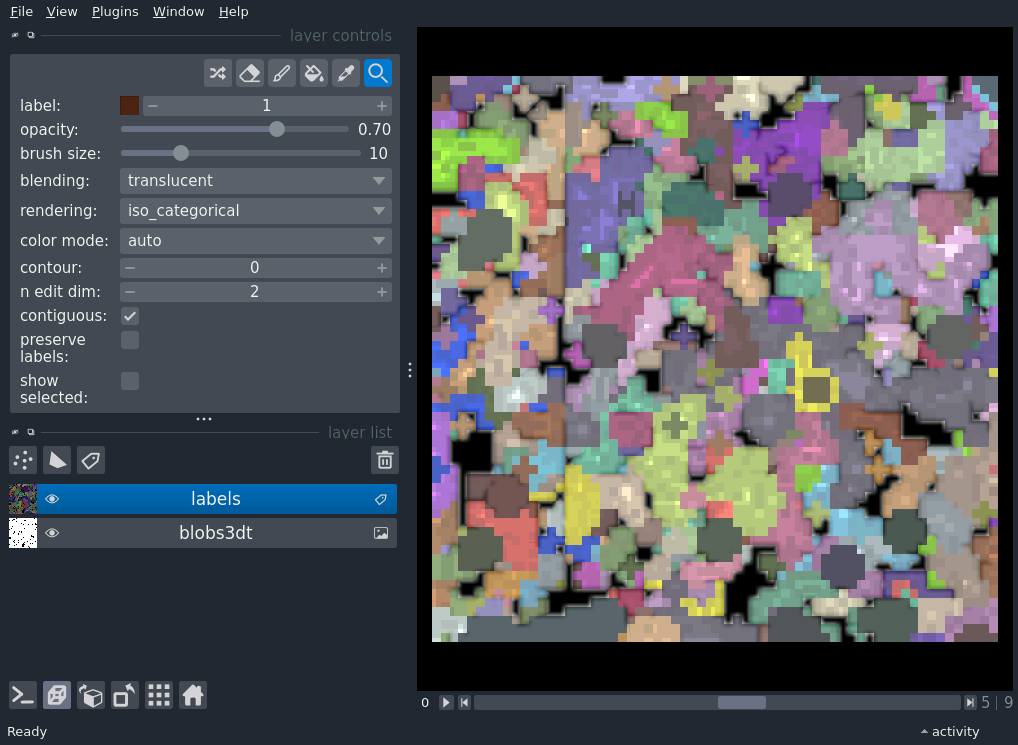 File View Plugins Window Help
layer controls
label: 1
opacity: 0.70
brush size: 10
blending: translucent
rendering: iso_categorical
color mode: auto
contour: 0
n edit dim: 2
contiguous:
preserve
labels:
show
selected:
layer list
labels
blobs3dt
0 5 | 9
Ready activity